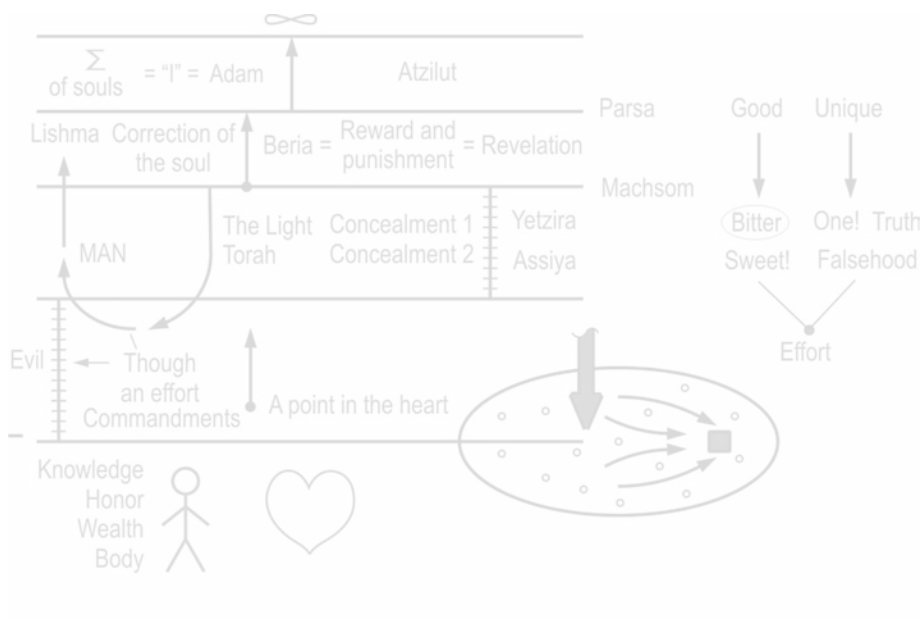 ∞
Σ
of souls
= "I" = Adam
Atzilut
Parsa
Good
Unique
Lishma
Correction of
the soul
Beria =
Reward and
punishment
= Revelation
Machsom
MAN
The Light
Torah
Concealment 1
Concealment 2
Yetzira
Assiya
Bitter
One! Truth
Sweet!
Falsehood
Effort
Evil
Though
an effort
Commandments
A point in the heart
Knowledge
Honor
Wealth
Body